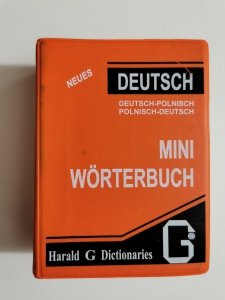 NEUES
DEUTSCH
DEUTSCH-POLNISCH
POLNISCH-DEUTSCH
MINI
WÖRTERBUCH
Harald G Dictionaries
G